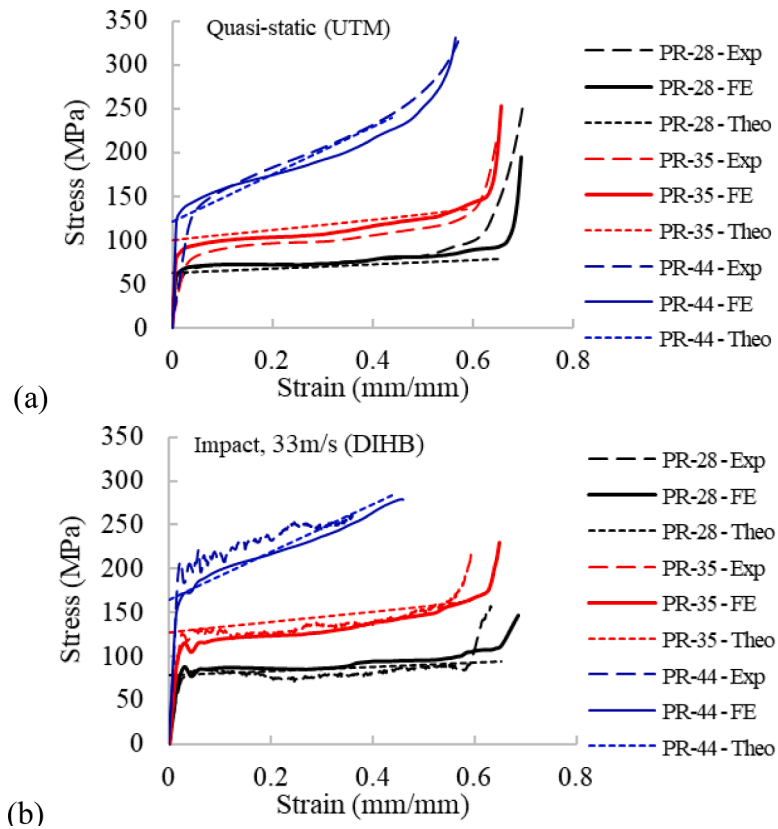 Quasi-static (UTM)
350
300
250
200
150
100
50
0
Stress (MPa)
0
0.2
0.4
0.6
0.8
Strain (mm/mm)
PR-28 - Exp
PR-28 - FE
PR-28 - Theo
PR-35 - Exp
PR-35 - FE
PR-35 - Theo
PR-44 - Exp
PR-44 - FE
PR-44 - Theo
(a)
Impact, 33m/s (DIHB)
350
300
250
200
150
100
50
0
Stress (MPa)
0
0.2
0.4
0.6
0.8
Strain (mm/mm)
PR-28 - Exp
PR-28 - FE
PR-28 - Theo
PR-35 - Exp
PR-35 - FE
PR-35 - Theo
PR-44 - Exp
PR-44 - FE
PR-44 - Theo
(b)